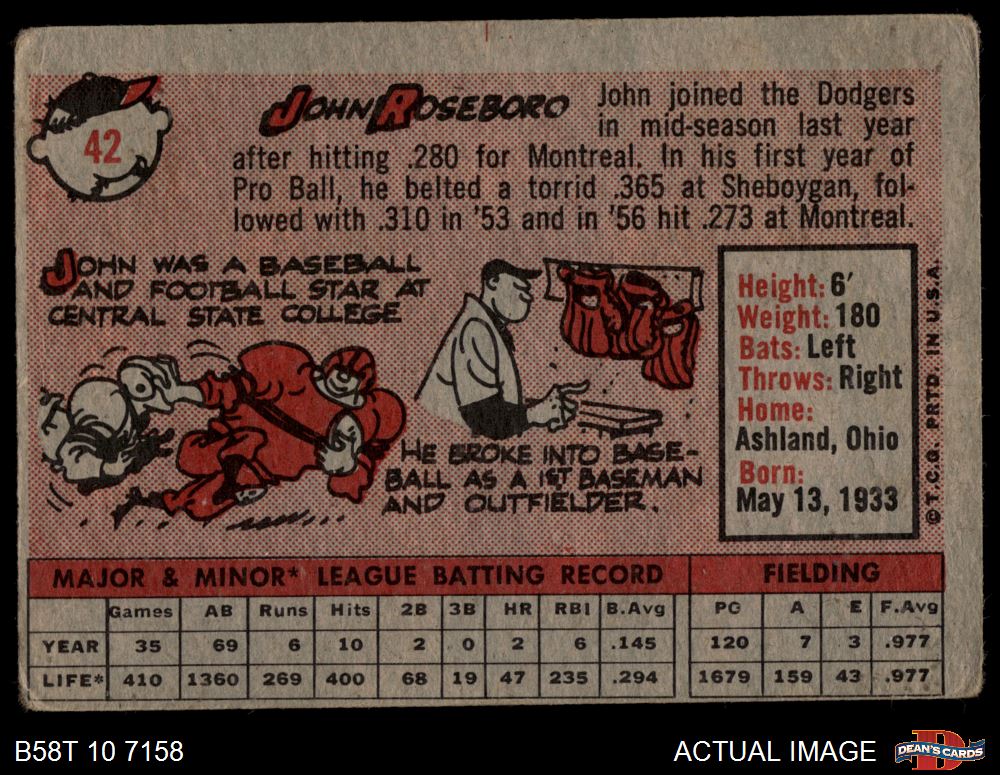 42
JOHN ROSEBORO
John joined the Dodgers
in mid-season last year
after hitting .280 for Montreal. In his first year of
Pro Ball, he belted a torrid .365 at Sheboygan, fol-
lowed with .310 in '53 and in '56 hit .273 at Montreal.
JOHN WAS A BASEBALL
AND FOOTBALL STAR AT
CENTRAL STATE COLLEGE
HE BROKE INTO BASE-
BALL AS A 1ST BASEMAN
AND OUTFIELDER.
Height: 6'
Weight: 180
Bats: Left
Throws: Right
Home:
Ashland, Ohio
Born:
May 13, 1933
© T.C.G. PRTD. IN U.S.A.
MAJOR & MINOR* LEAGUE BATTING RECORD FIELDING
Games AB Runs Hits 2B 3B HR RBI B.Avg PO A E F.Avg
YEAR 35 69 6 10 2 0 2 6 .145 120 7 3 .977
LIFE* 410 1360 269 400 68 19 47 235 .294 1679 159 43 .977
B58T 10 7158 ACTUAL IMAGE DEAN'S CARDS